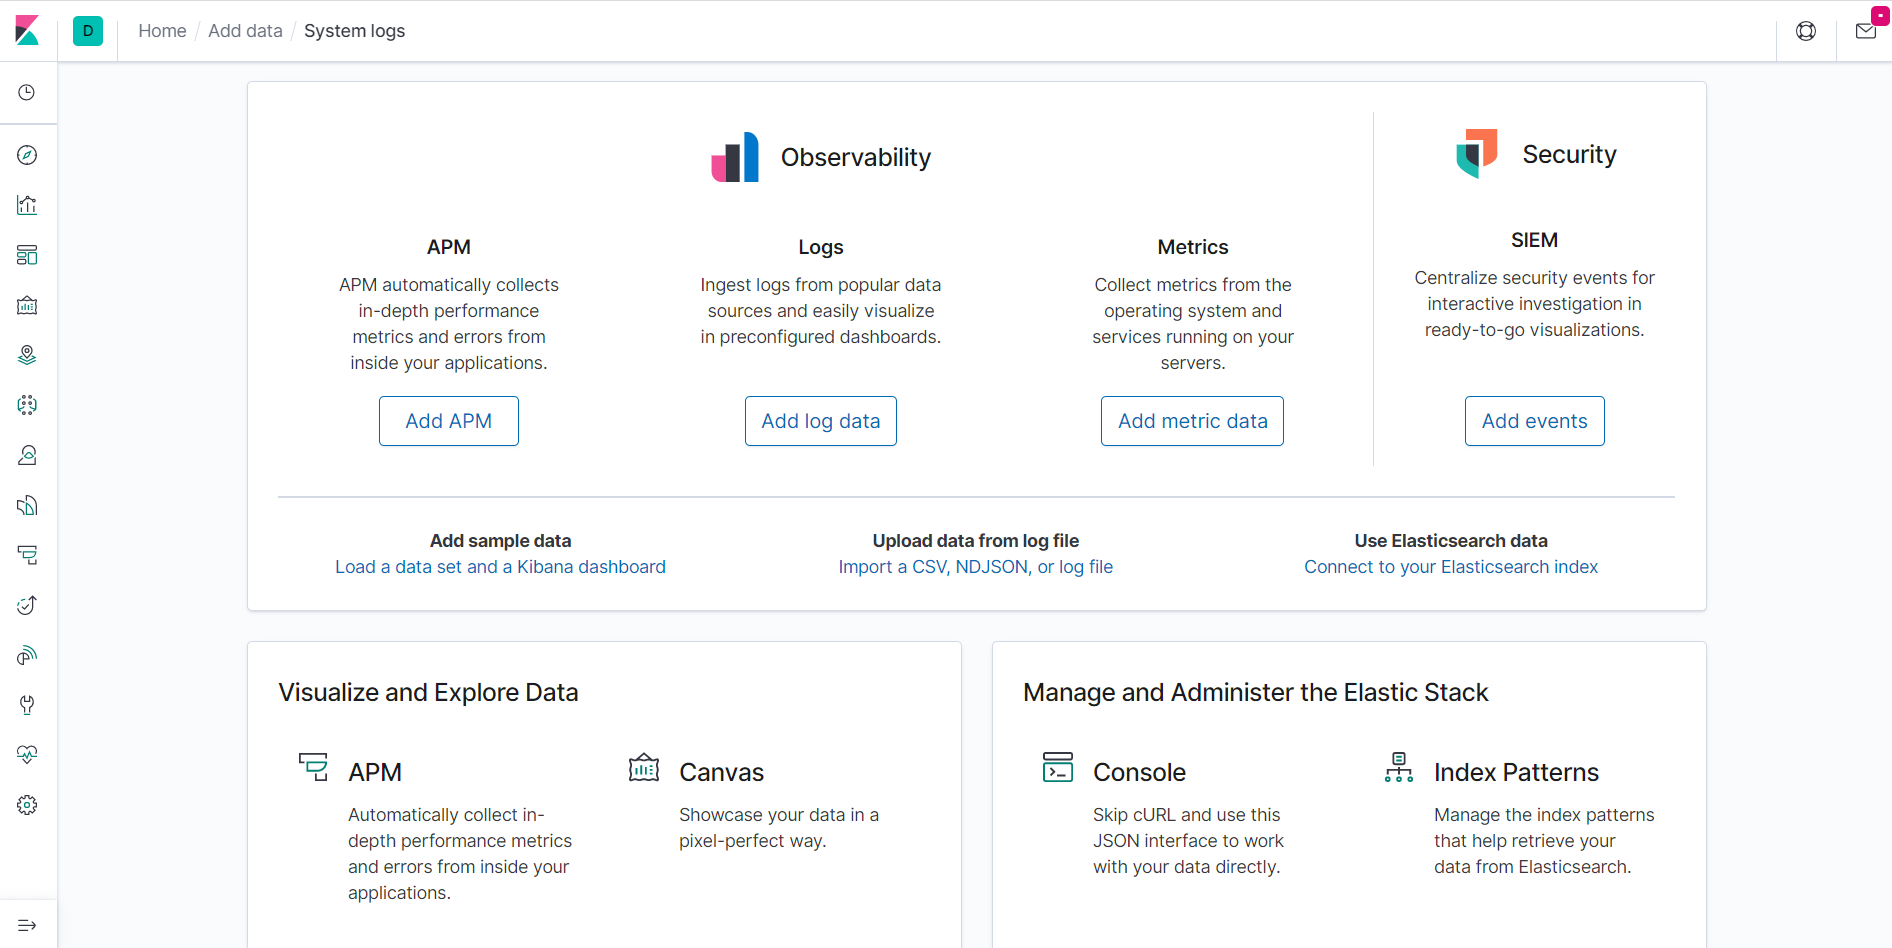 D Home / Add data / System logs
Observability
APM
APM automatically collects
in-depth performance
metrics and errors from
inside your applications.
Add APM
Logs
Ingest logs from popular data
sources and easily visualize
in preconfigured dashboards.
Add log data
Metrics
Collect metrics from the
operating system and
services running on your
servers.
Add metric data
Security
SIEM
Centralize security events for
interactive investigation in
ready-to-go visualizations.
Add events
Add sample data
Load a data set and a Kibana dashboard
Upload data from log file
Import a CSV, NDJSON, or log file
Use Elasticsearch data
Connect to your Elasticsearch index
Visualize and Explore Data
APM
Automatically collect in-
depth performance metrics
and errors from inside your
applications.
Canvas
Showcase your data in a
pixel-perfect way.
Manage and Administer the Elastic Stack
Console
Skip cURL and use this
JSON interface to work
with your data directly.
Index Patterns
Manage the index patterns
that help retrieve your
data from Elasticsearch.